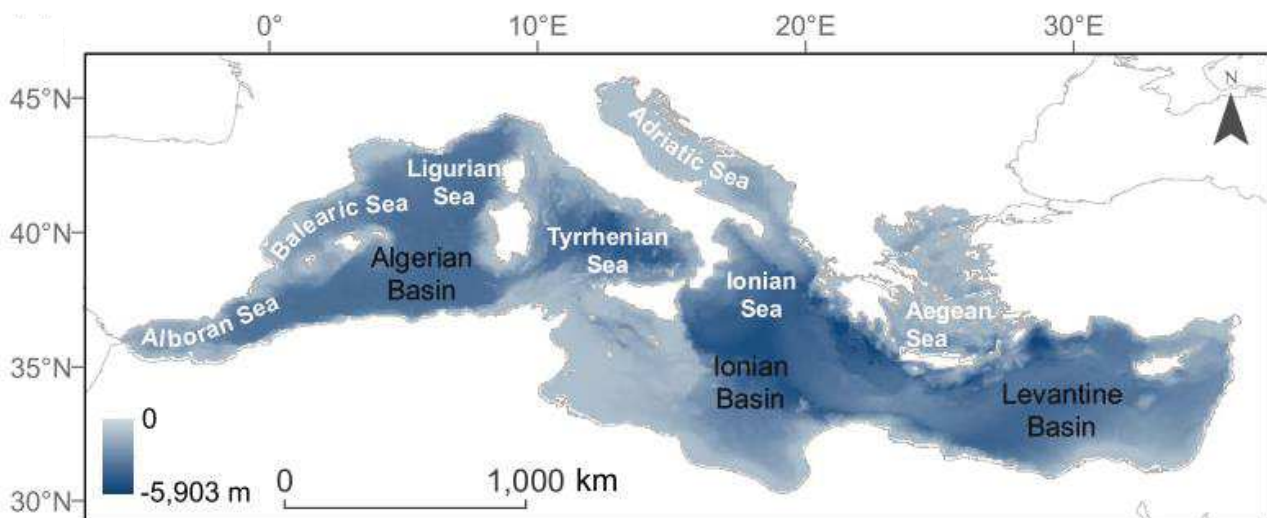 0° 10°E 20°E 30°E
45°N
40°N
35°N
30°N
N
Adriatic Sea
Ligurian
Sea
Balearic Sea
Tyrrhenian
Sea
Algerian
Basin
Ionian
Sea
Aegean
Sea
Alboran Sea
Ionian
Basin
Levantine
Basin
0
-5,903 m
0 1,000 km